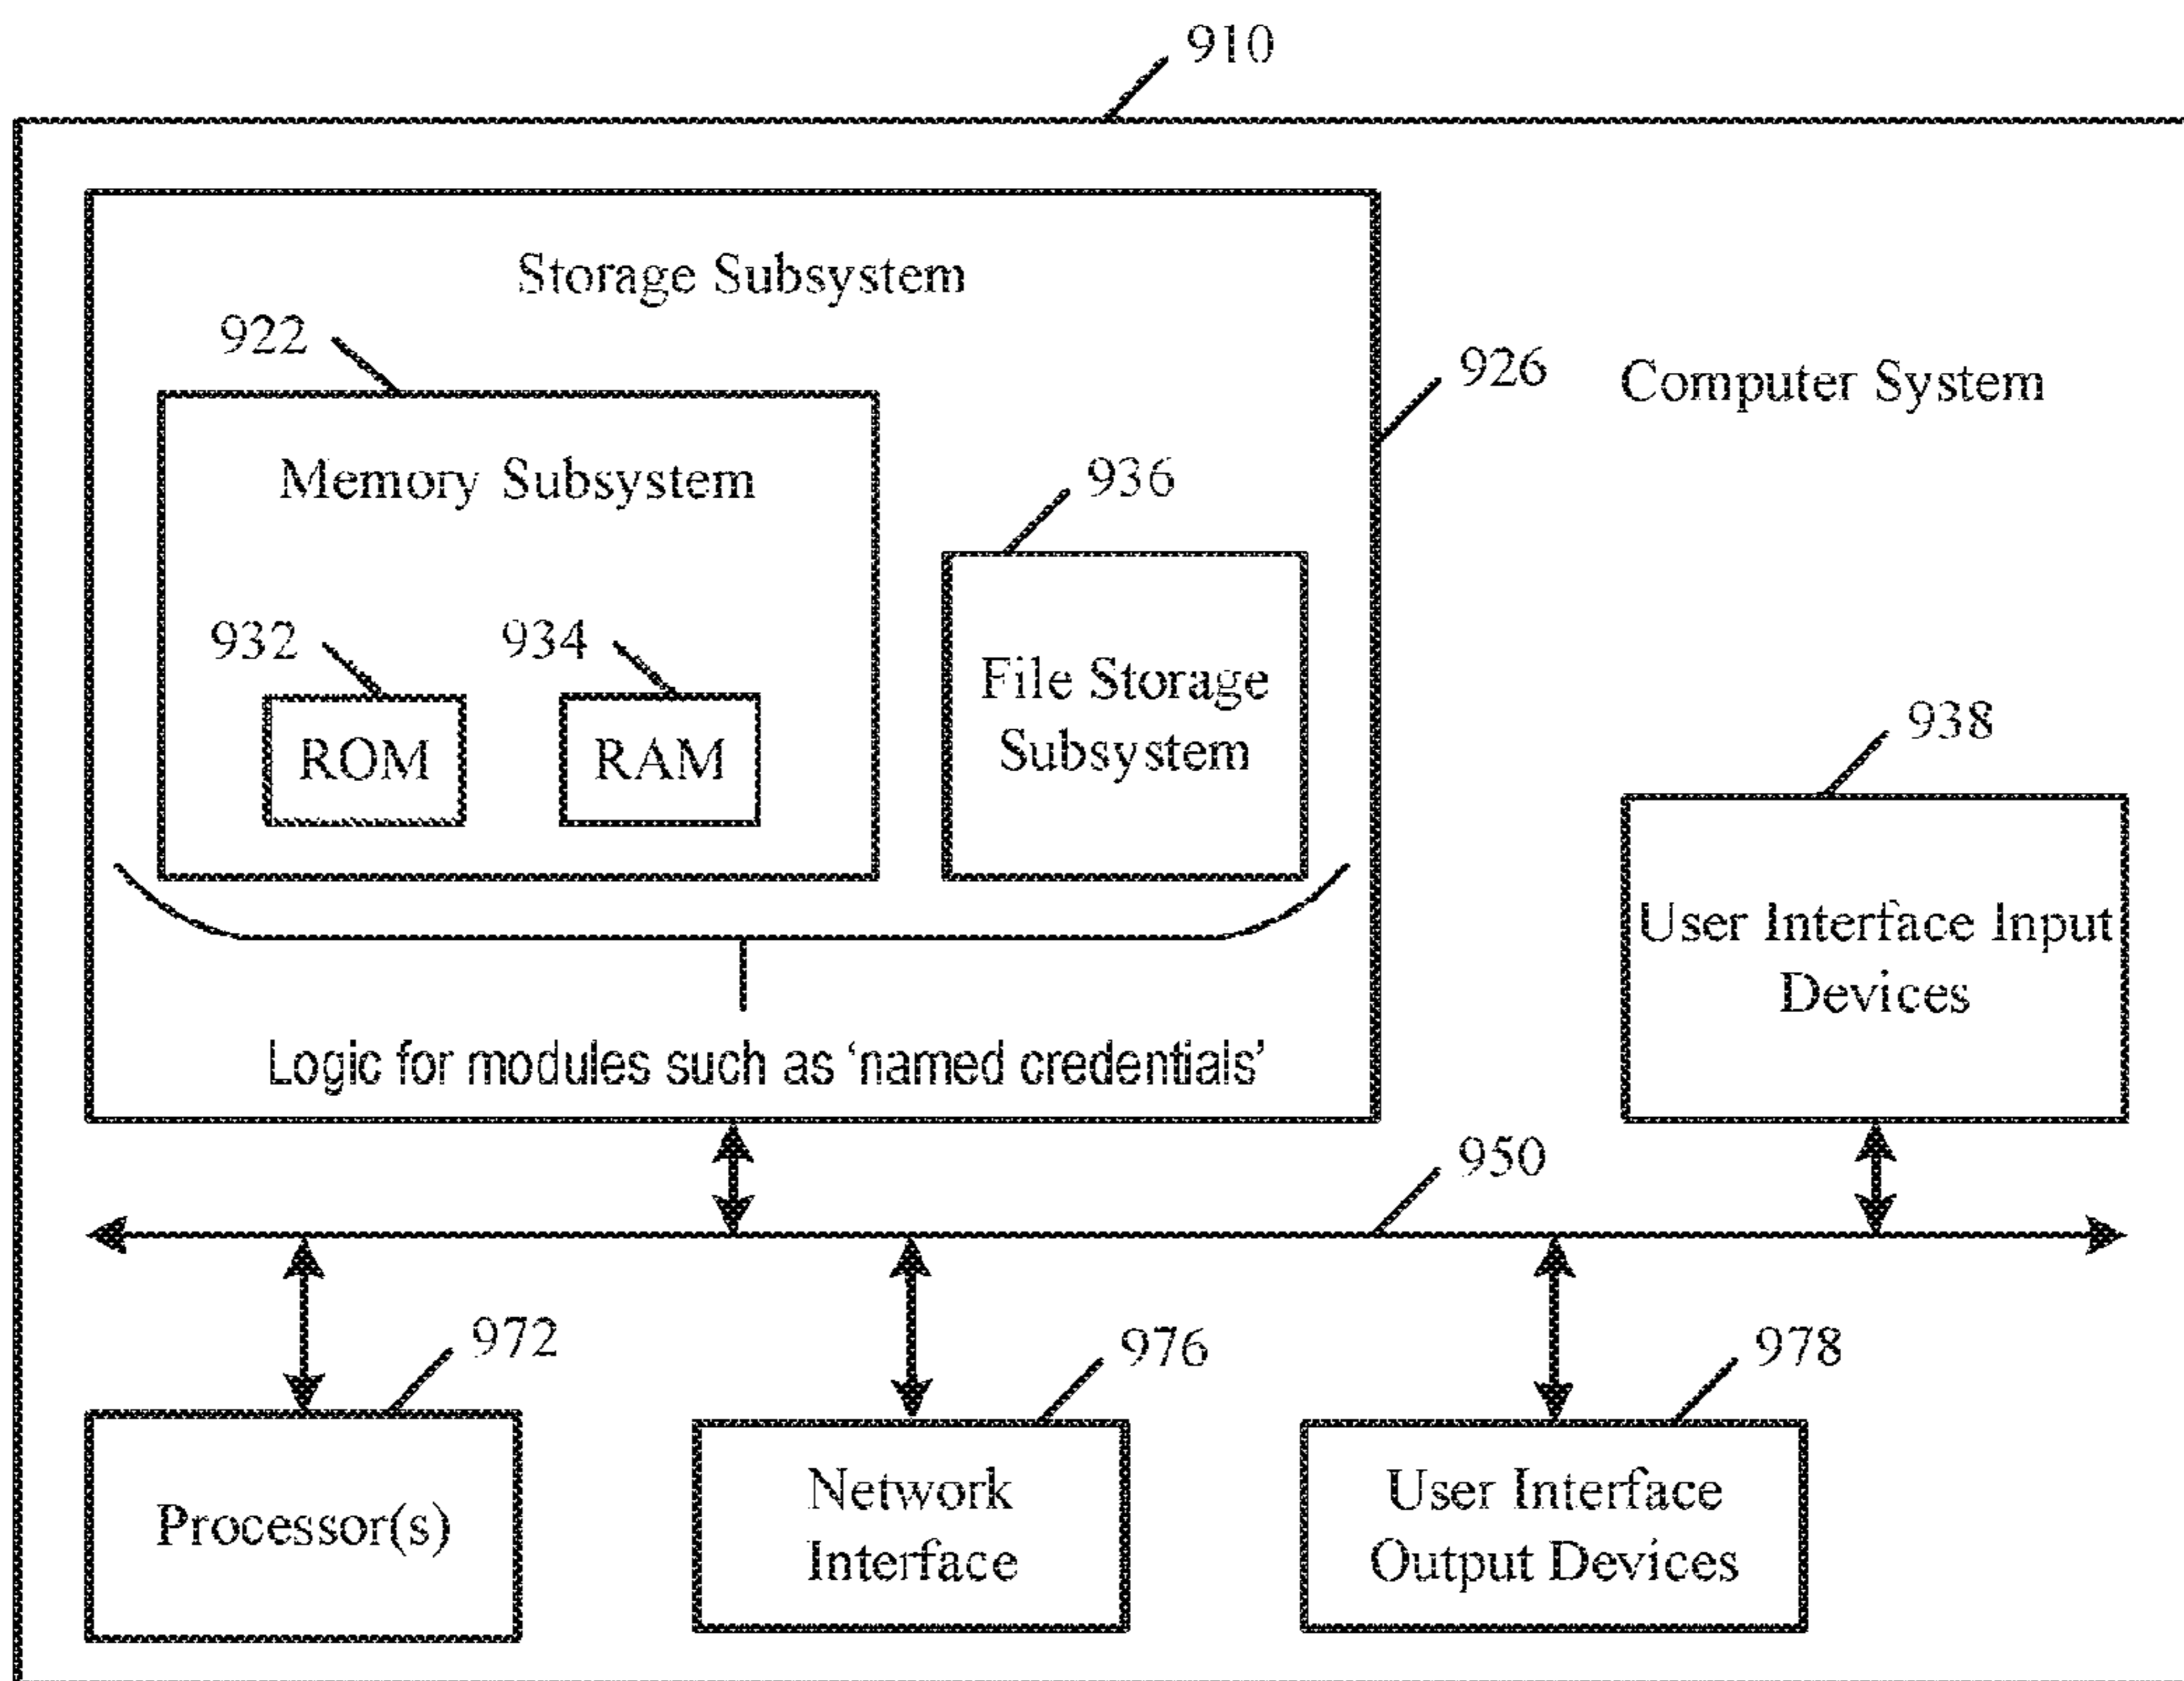 910
Storage Subsystem
922
926
Computer System
Memory Subsystem
936
932
934
File Storage
Subsystem
ROM
RAM
938
User Interface Input
Devices
Logic for modules such as ‘named credentials’
950
972
976
978
Processor(s)
Network
Interface
User Interface
Output Devices